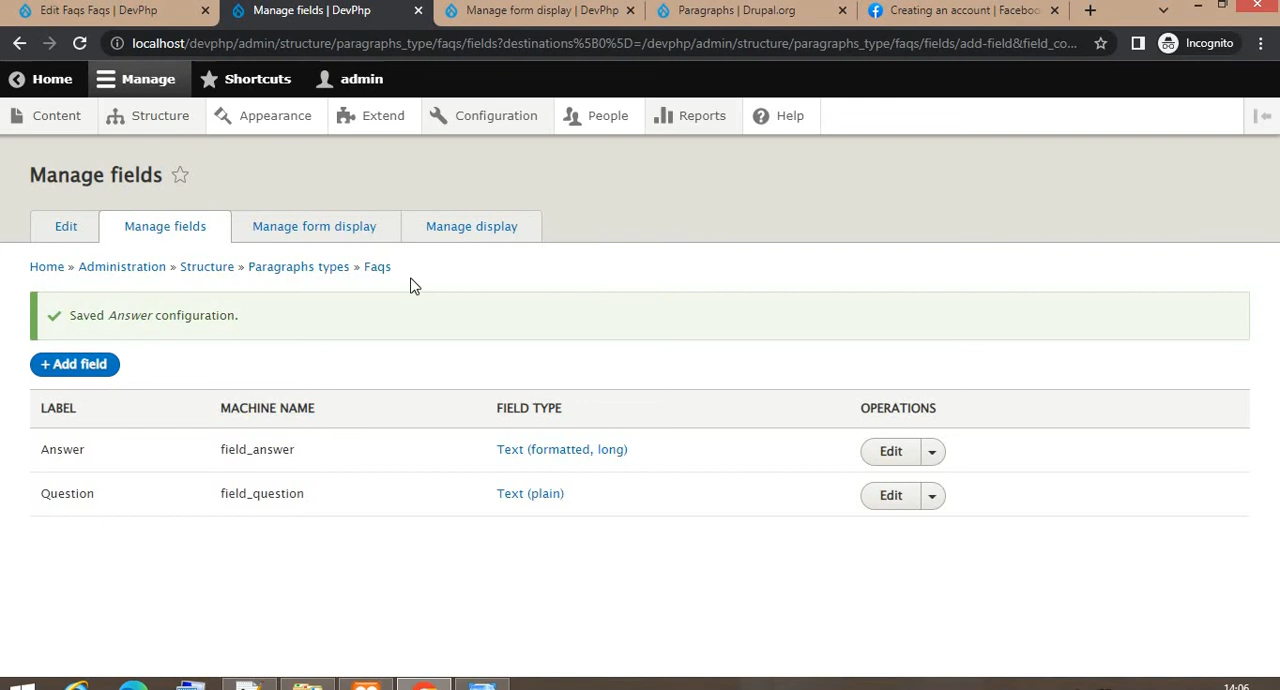 Edit Faqs Faqs | DevPhp
Manage fields | DevPhp
Manage form display | DevPhp
Paragraphs | Drupal.org
Creating an account | Faceboo
localhost/devphp/admin/structure/paragraphs_type/faqs/fields?destinations%5B0%5D=/devphp/admin/structure/paragraphs_type/faqs/fields/add-field&field_co...
Incognito
Home
Manage
Shortcuts
admin
Content
Structure
Appearance
Extend
Configuration
People
Reports
Help
Manage fields
Edit
Manage fields
Manage form display
Manage display
Home » Administration » Structure » Paragraphs types » Faqs
Saved Answer configuration.
+ Add field
LABEL MACHINE NAME FIELD TYPE OPERATIONS
Answer field_answer Text (formatted, long) Edit
Question field_question Text (plain) Edit
14:06